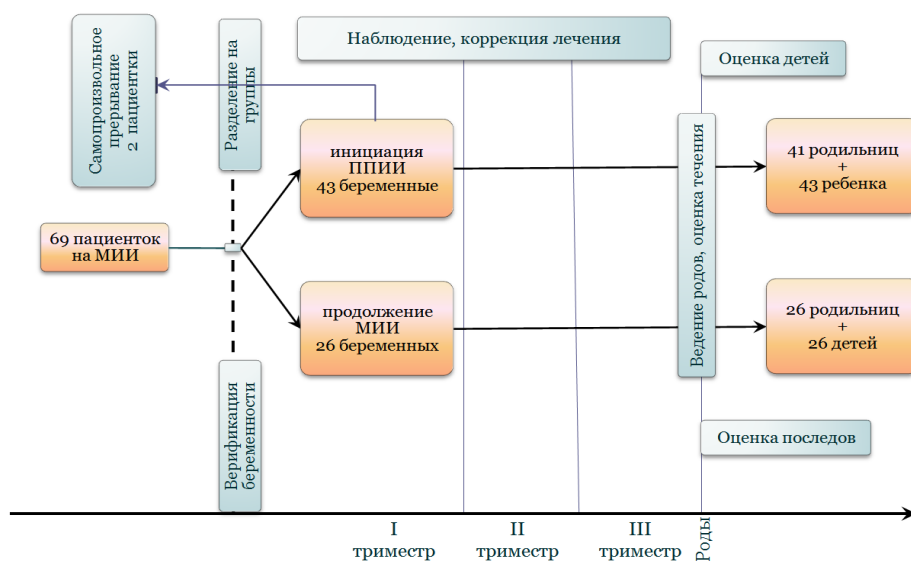 Самопроизвольное
прерывание
2 пациентки
Разделение на
группы
Наблюдение, коррекция лечения
Оценка детей
инициация
ППИИ
43 беременные
41 родильниц
+
43 ребенка
69 пациенток
на МИИ
Ведение родов, оценка течения
продолжение
МИИ
26 беременных
26 родильниц
+
26 детей
Верификация
беременности
Оценка последов
I
триместр
II
триместр
III
триместр
Роды